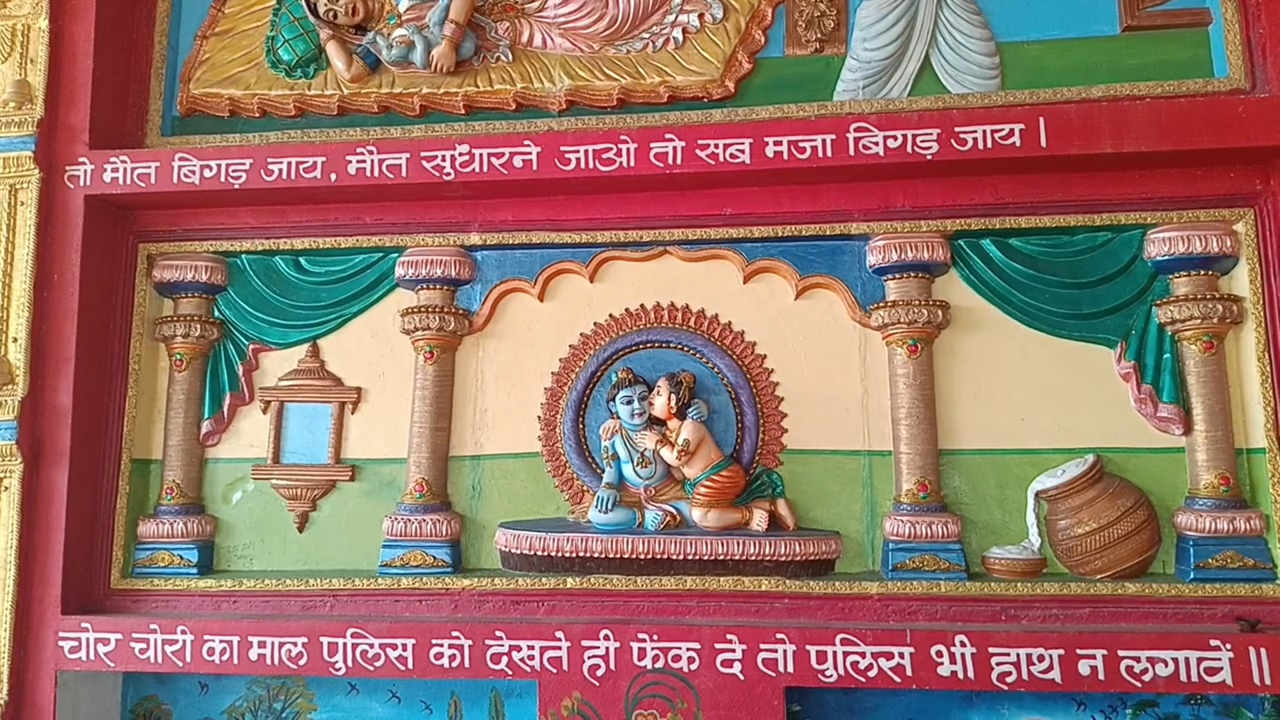 तो मौत बिगड़ जाय, मौत सुधारने जाओ तो सब मजा बिगड़ जाय।
चोर चोरी का माल पुलिस को देखते ही फेंक दे तो पुलिस भी हाथ न लगावें॥